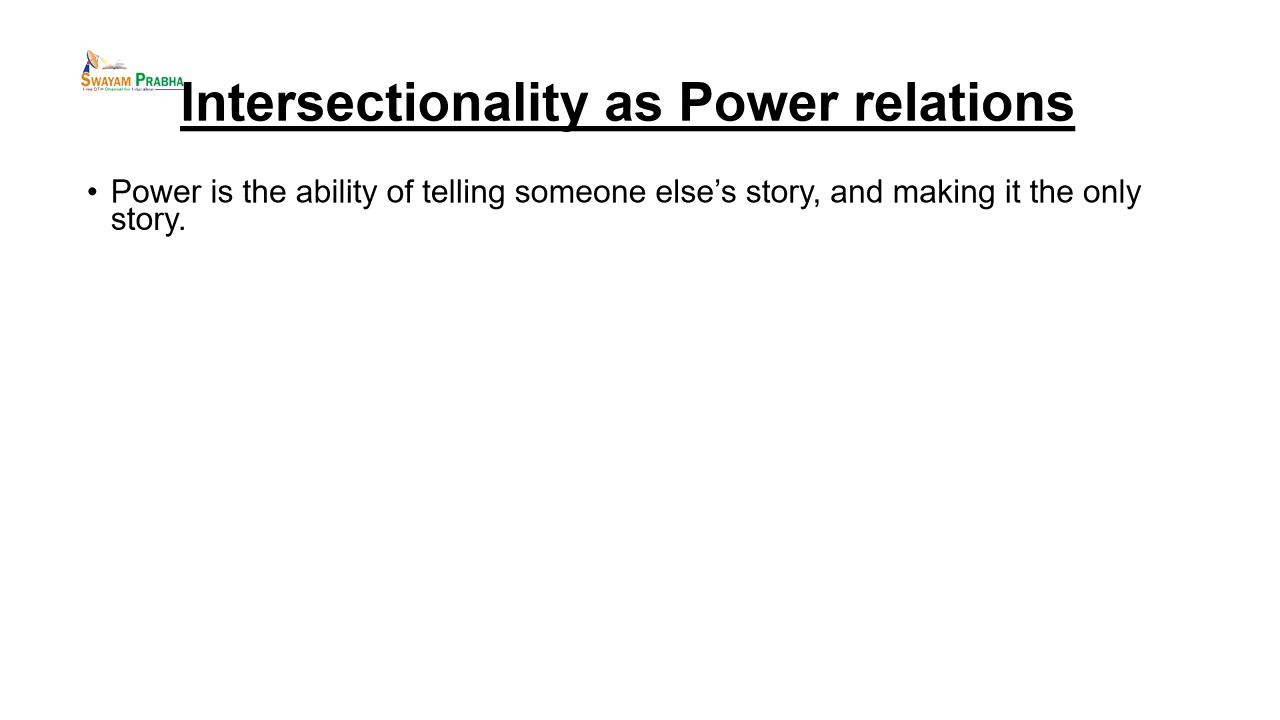 SWAYAM PRABHA
Intersectionality as Power relations
• Power is the ability of telling someone else’s story, and making it the only
story.